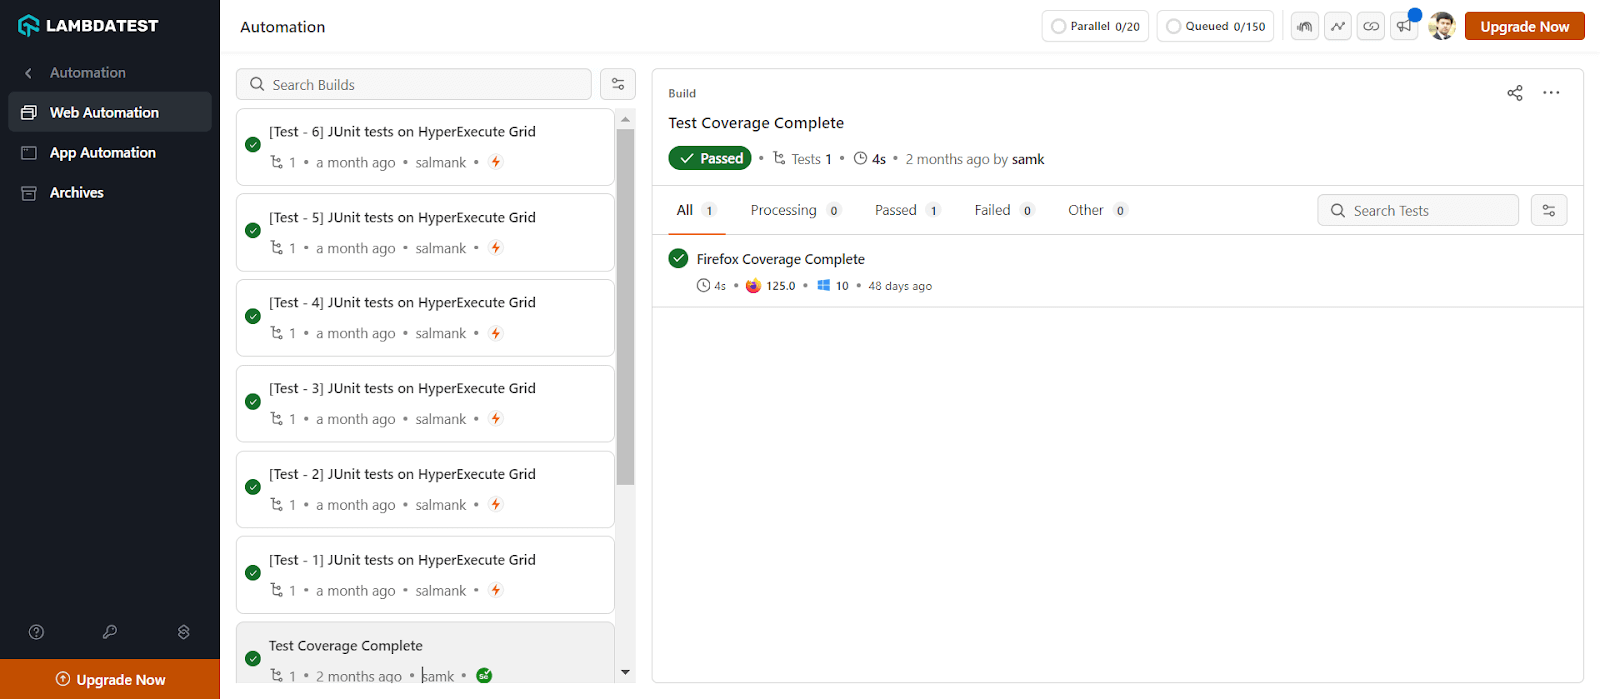 LAMBDATEST
Automation
Web Automation
App Automation
Archives
Upgrade Now
Automation
Parallel 0/20
Queued 0/150
Upgrade Now
Search Builds
[Test - 6] JUnit tests on HyperExecute Grid
1 • a month ago • salmank •
[Test - 5] JUnit tests on HyperExecute Grid
1 • a month ago • salmank •
[Test - 4] JUnit tests on HyperExecute Grid
1 • a month ago • salmank •
[Test - 3] JUnit tests on HyperExecute Grid
1 • a month ago • salmank •
[Test - 2] JUnit tests on HyperExecute Grid
1 • a month ago • salmank •
[Test - 1] JUnit tests on HyperExecute Grid
1 • a month ago • salmank •
Test Coverage Complete
1 • 2 months ago • samk • se
Build
Test Coverage Complete
Passed • Tests 1 • 4s • 2 months ago by samk
All 1 Processing 0 Passed 1 Failed 0 Other 0
Search Tests
Firefox Coverage Complete
4s • 125.0 • 10 • 48 days ago